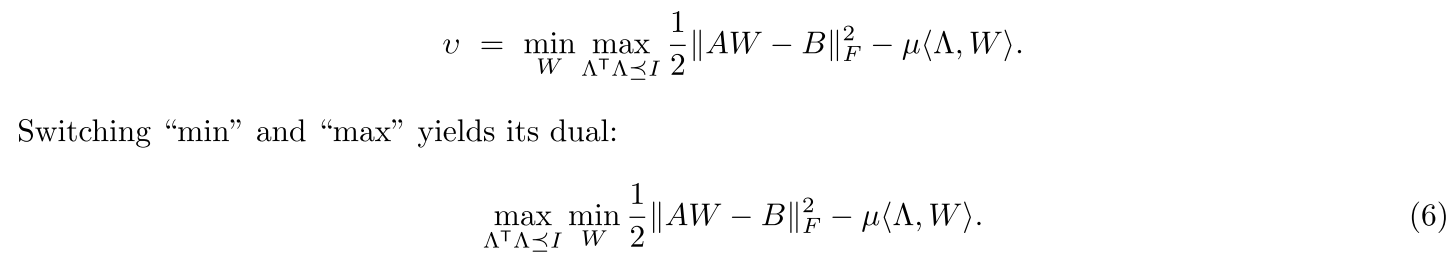 υ = min_W max_{Λ^⊤Λ⪯I} 1/2 ‖AW − B‖_F^2 − μ⟨Λ, W⟩.
Switching “min” and “max” yields its dual:
max_{Λ^⊤Λ⪯I} min_W 1/2 ‖AW − B‖_F^2 − μ⟨Λ, W⟩. (6)